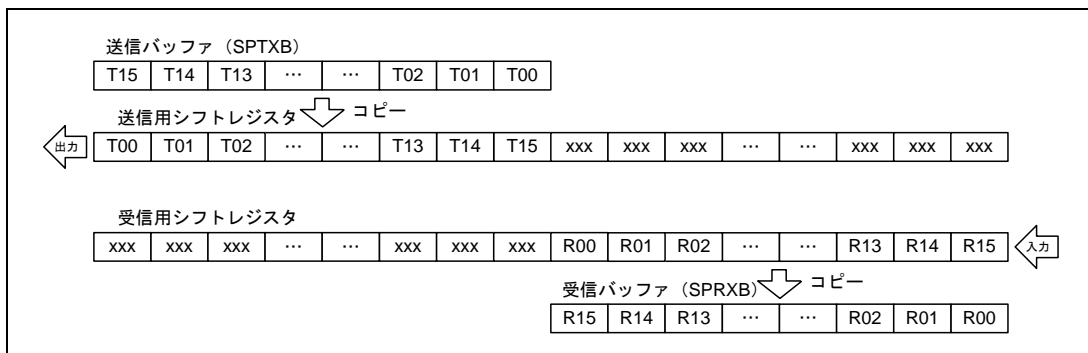 送信バッファ（SPTXB）
T15 T14 T13 … … T02 T01 T00
コピー
送信用シフトレジスタ
出力 T00 T01 T02 … … T13 T14 T15 xxx xxx xxx … … xxx xxx xxx
受信用シフトレジスタ
xxx xxx xxx … … xxx xxx xxx R00 R01 R02 … … R13 R14 R15 入力
コピー
受信バッファ（SPRXB）
R15 R14 R13 … … R02 R01 R00